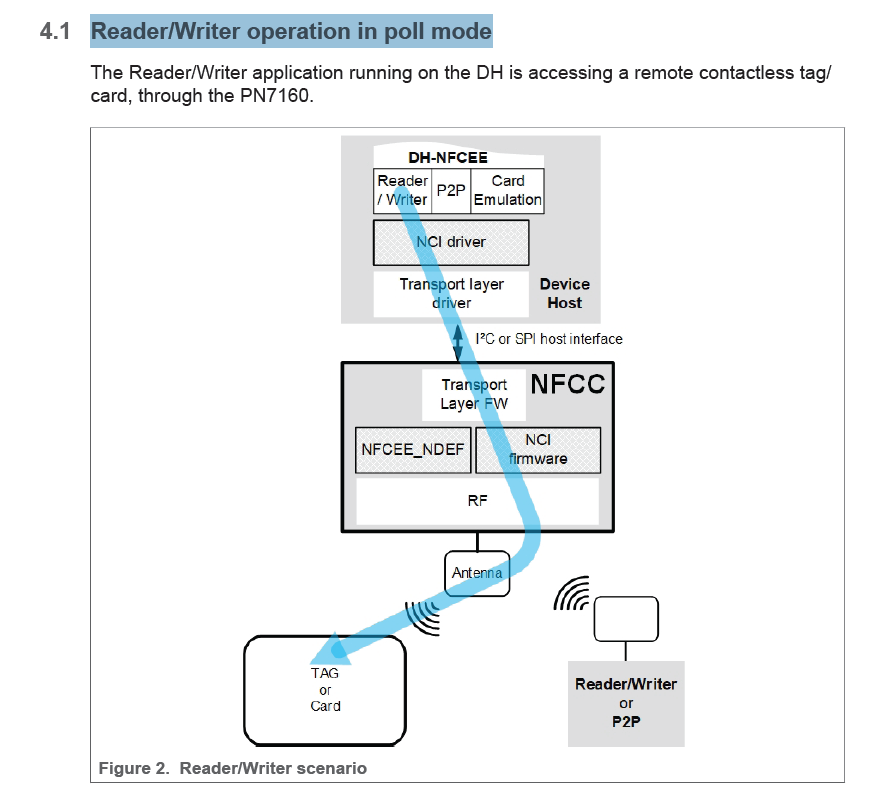 4.1 Reader/Writer operation in poll mode
The Reader/Writer application running on the DH is accessing a remote contactless tag/
card, through the PN7160.
DH-NFCEE
Reader
/ Writer
P2P
Card
Emulation
NCI driver
Transport layer
driver
Device
Host
I²C or SPI host interface
Transport
Layer FW
NFCC
NFCEE_NDEF
NCI
firmware
RF
Antenna
TAG
or
Card
Reader/Writer
or
P2P
Figure 2. Reader/Writer scenario